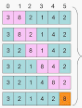 0 1 2 3 4 5
3 8 2 1 4 2
3 8 2 1 4 2
3 2 8 1 4 2
3 2 1 8 4 2
3 2 1 4 8 2
3 2 1 4 2 8